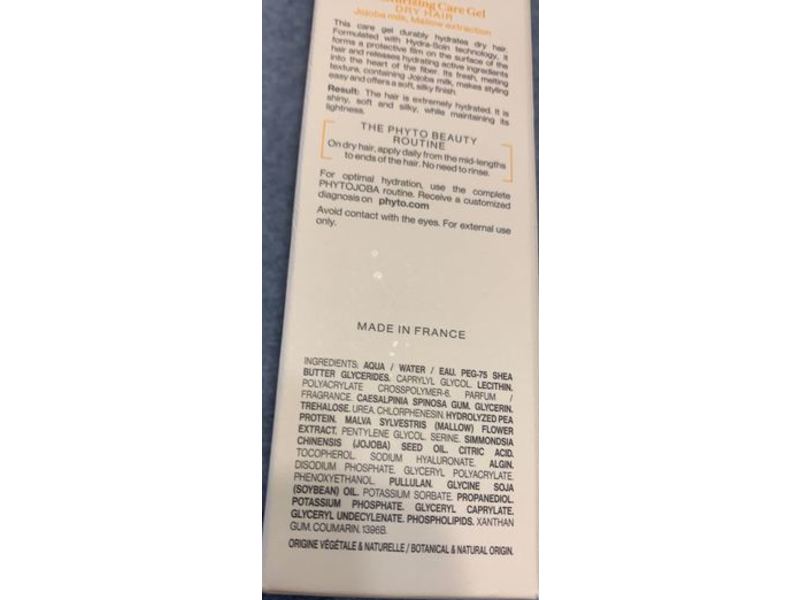 Care Gel
DRY HAIR
Jojoba milk, Mallow extraction
This care gel durably hydrates dry hair.
Formulated with Hydra-Soin technology, it
forms a protective film on the surface of the
hair and releases hydrating active ingredients
into the heart of the fiber. Its fresh, melting
texture, containing Jojoba milk, makes styling
easy and offers a soft, silky finish.
Result: The hair is extremely hydrated. It is
shiny, soft and silky, while maintaining its
lightness.
THE PHYTO BEAUTY
ROUTINE
On dry hair, apply daily from the mid-lengths
to ends of the hair. No need to rinse.
For optimal hydration, use the complete
PHYTOJOBA routine. Receive a customized
diagnosis on phyto.com
Avoid contact with the eyes. For external use
only.
MADE IN FRANCE
INGREDIENTS: AQUA / WATER / EAU. PEG-75 SHEA
BUTTER GLYCERIDES. CAPRYLYL GLYCOL. LECITHIN.
POLYACRYLATE CROSSPOLYMER-6. PARFUM /
FRAGRANCE. CAESALPINIA SPINOSA GUM. GLYCERIN.
TREHALOSE. UREA. CHLORPHENESIN. HYDROLYZED PEA
PROTEIN. MALVA SYLVESTRIS (MALLOW) FLOWER
EXTRACT. PENTYLENE GLYCOL. SERINE. SIMMONDSIA
CHINENSIS (JOJOBA) SEED OIL. CITRIC ACID.
TOCOPHEROL. SODIUM HYALURONATE. ALGIN.
DISODIUM PHOSPHATE. GLYCERYL POLYACRYLATE.
PHENOXYETHANOL. PULLULAN. GLYCINE SOJA
(SOYBEAN) OIL. POTASSIUM SORBATE. PROPANEDIOL.
POTASSIUM PHOSPHATE. GLYCERYL CAPRYLATE.
GLYCERYL UNDECYLENATE. PHOSPHOLIPIDS. XANTHAN
GUM. COUMARIN. 1396B.
ORIGINE VÉGÉTALE & NATURELLE / BOTANICAL & NATURAL ORIGIN.